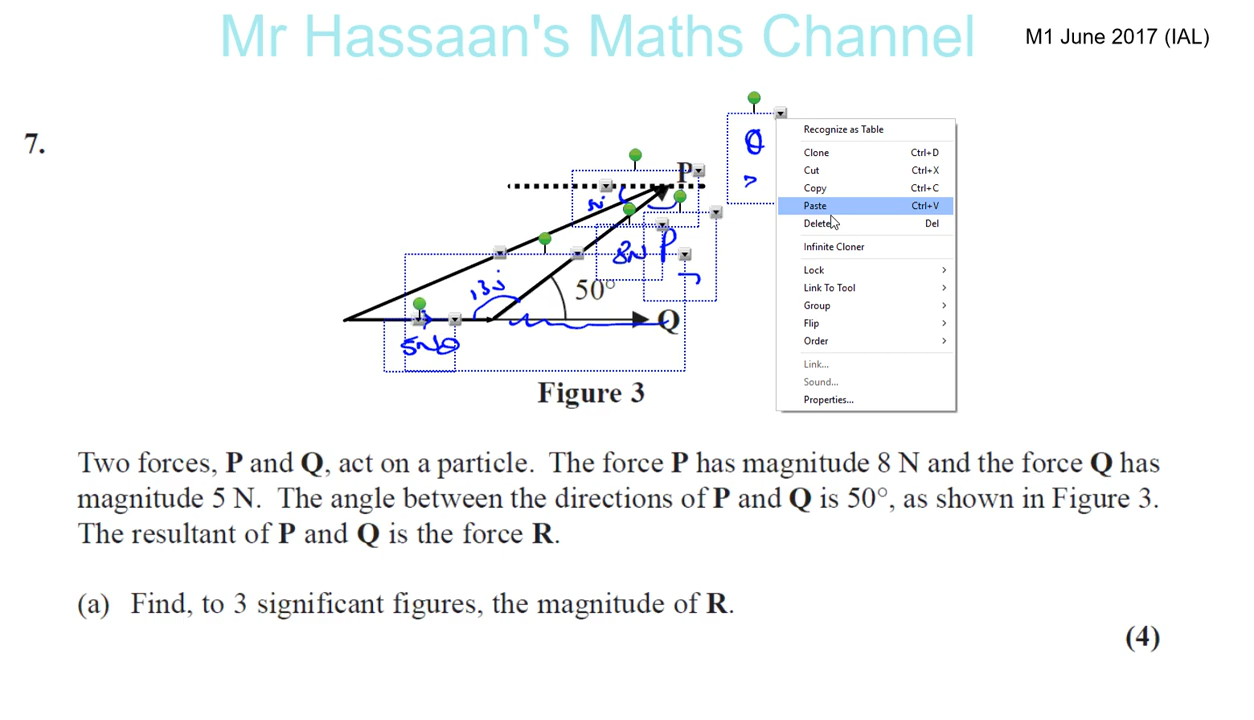 Mr Hassaan's Maths Channel
M1 June 2017 (IAL)
7.
Q
P
50
8N P
130
50°
Q
5N Q
Figure 3
Recognize as Table
Clone Ctrl+D
Cut Ctrl+X
Copy Ctrl+C
Paste Ctrl+V
Delete Del
Infinite Cloner
Lock >
Link To Tool >
Group >
Flip >
Order >
Link...
Sound...
Properties...
Two forces, P and Q, act on a particle. The force P has magnitude 8 N and the force Q has
magnitude 5 N. The angle between the directions of P and Q is 50°, as shown in Figure 3.
The resultant of P and Q is the force R.
(a) Find, to 3 significant figures, the magnitude of R.
(4)